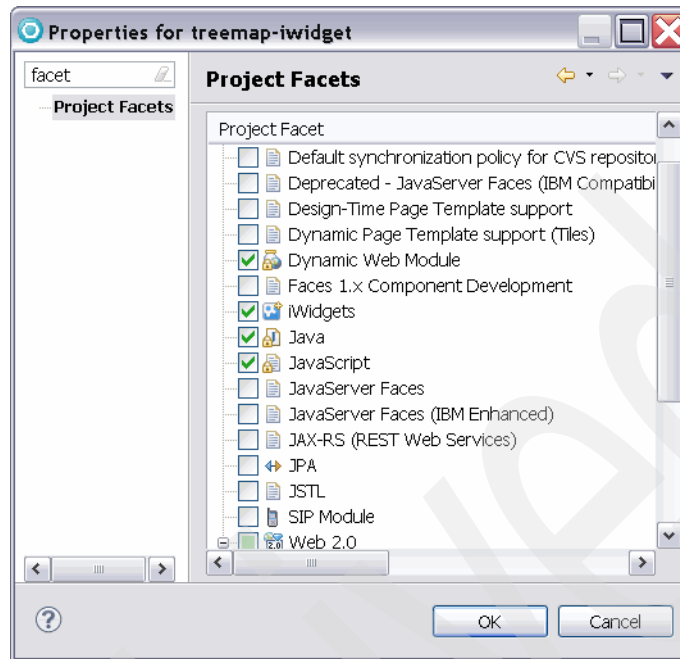 Properties for treemap-iwidget
facet
Project Facets
Project Facets
Project Facet
Default synchronization policy for CVS repositor
Deprecated - JavaServer Faces (IBM Compatibi
Design-Time Page Template support
Dynamic Page Template support (Tiles)
Dynamic Web Module
Faces 1.x Component Development
iWidgets
Java
JavaScript
JavaServer Faces
JavaServer Faces (IBM Enhanced)
JAX-RS (REST Web Services)
JPA
JSTL
SIP Module
2.0 Web 2.0
? OK Cancel